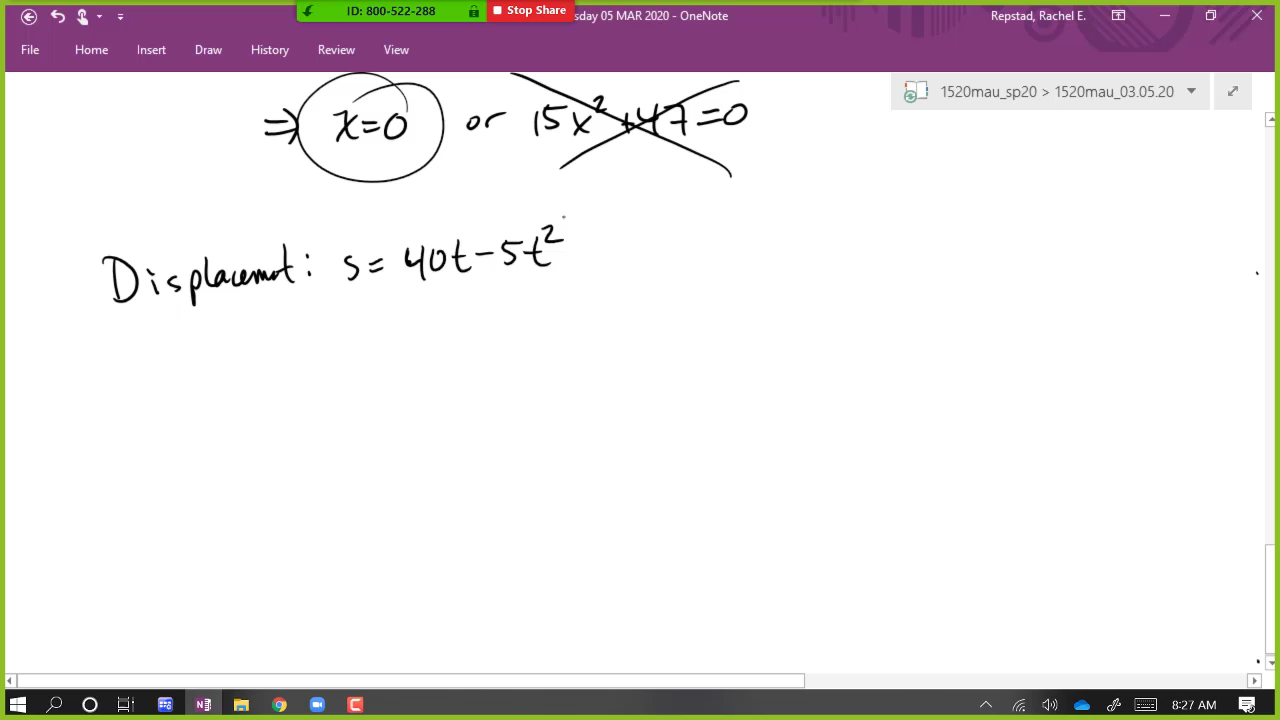 ID: 800-522-288 Stop Share sday 05 MAR 2020 - OneNote Repstad, Rachel E.
File Home Insert Draw History Review View
1520mau_sp20 > 1520mau_03.05.20
⇒ x=0 or 15x²+47=0
Displacemnt: s = 40t - 5t²
8:27 AM